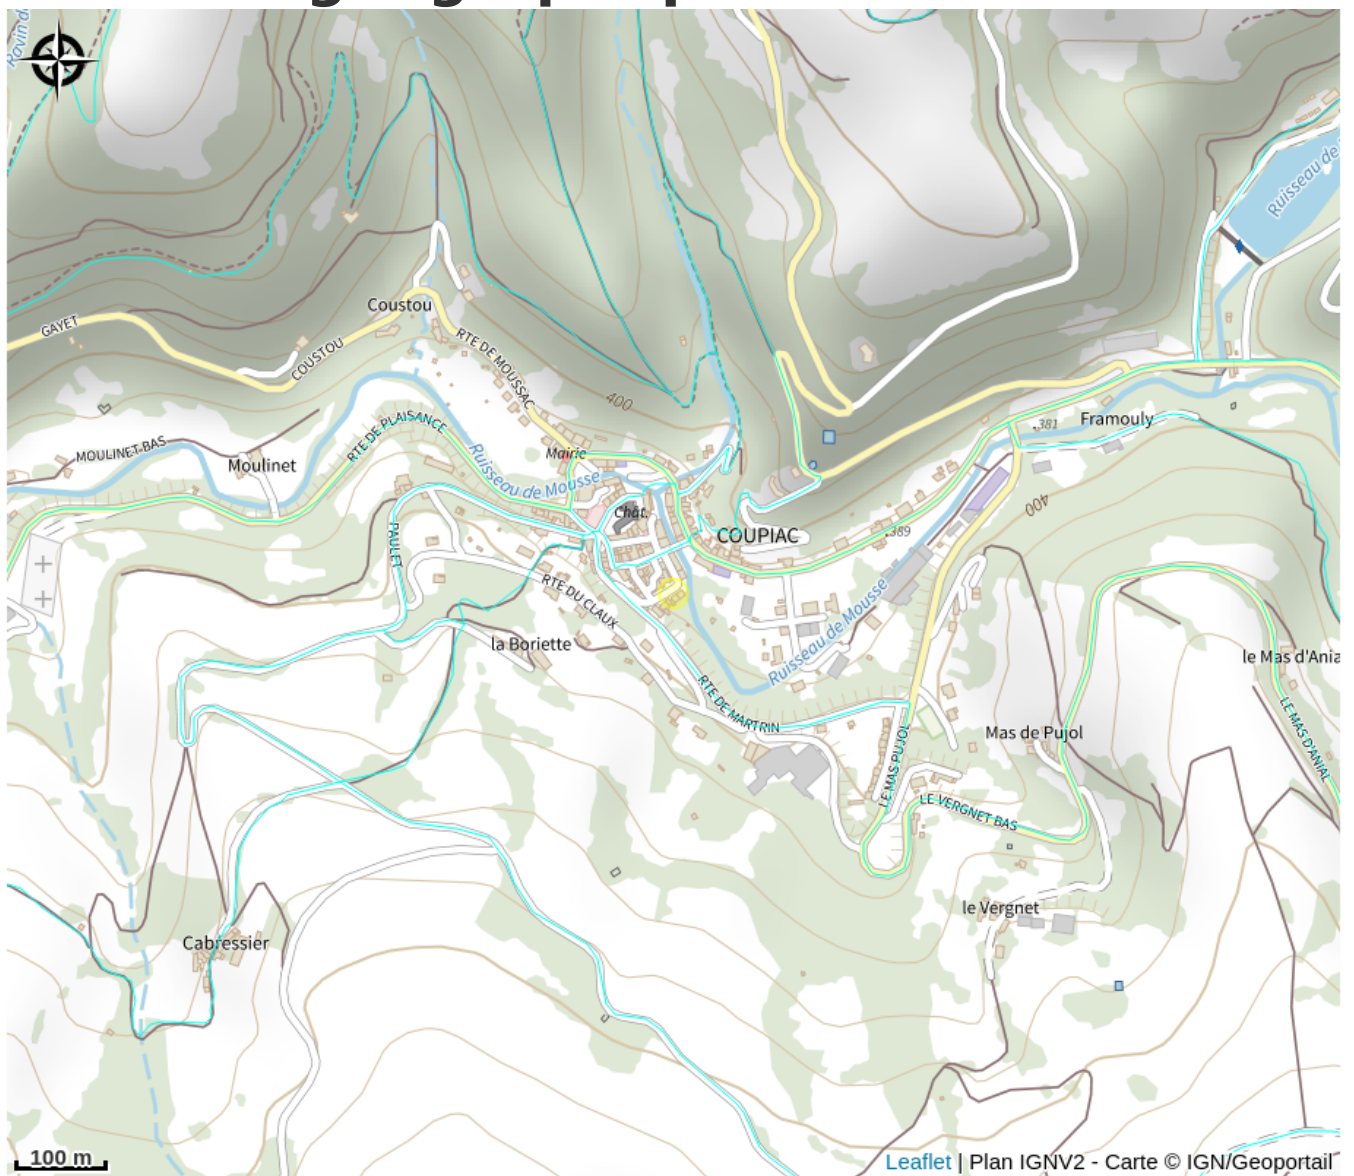 Coustou
GAYET
COUSTOU
RTE DE MOUSSAC
400
RTE DE PLAISANCE
MOULINET-BAS
Moulinet
Mairie
Ruisseau de Mousse
Chât.
COUPIAC
389
381
Framouly
400
PAULET
RTE DU CLAUX
la Boriette
Ruisseau de Mousse
le Mas d'Ania
RTE DE MARTRIN
LE MAS PUJOL
Mas de Pujol
LE MAS D'ANIAL
LE VERGNET BAS
le Vergnet
Cabressier
Ruisseau de
100 m
Leaflet | Plan IGNV2 - Carte © IGN/Geoportail